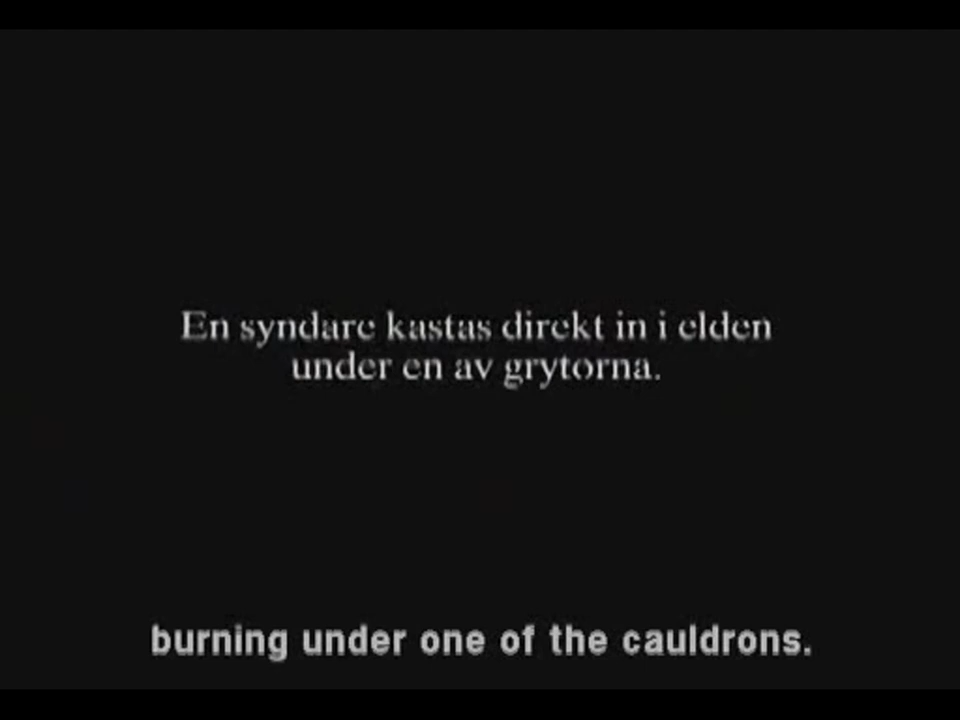 En syndare kastas direkt in i elden
under en av grytorna.
burning under one of the cauldrons.